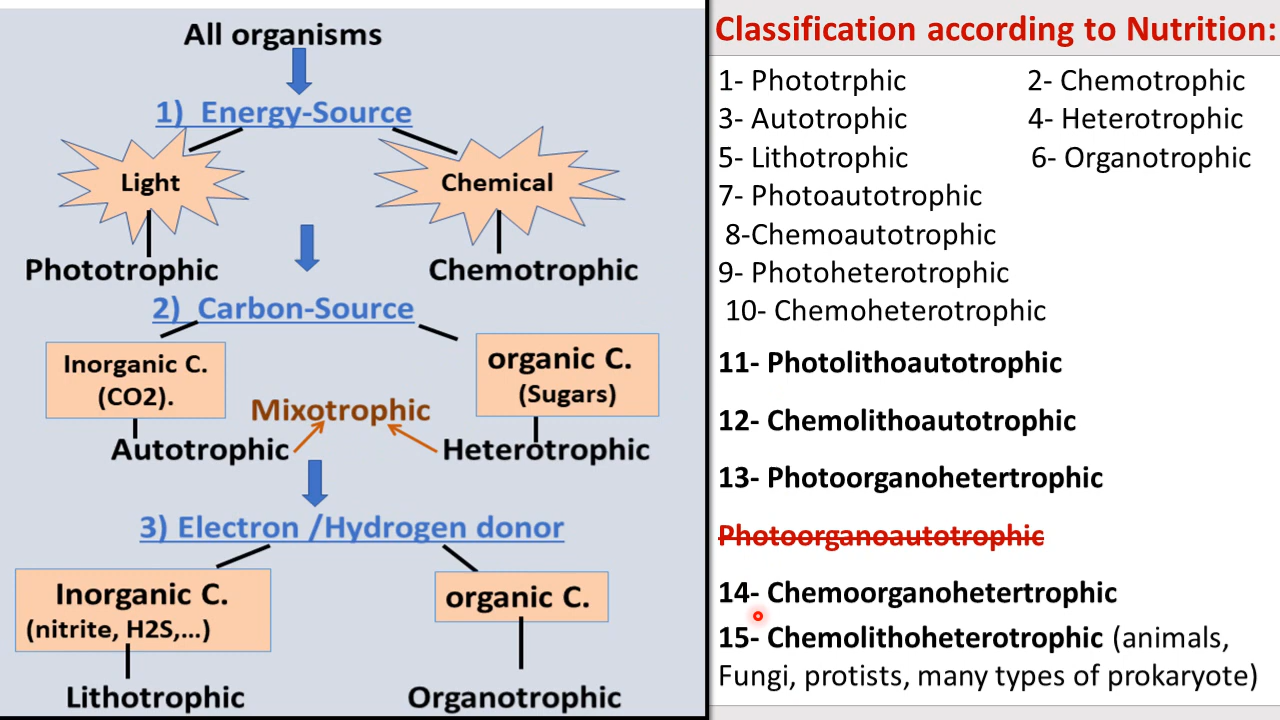 All organisms
1) Energy-Source
Light
Chemical
Phototrophic
Chemotrophic
2) Carbon-Source
Inorganic C.
(CO2).
organic C.
(Sugars)
Mixotrophic
Autotrophic
Heterotrophic
3) Electron /Hydrogen donor
Inorganic C.
(nitrite, H2S,...)
organic C.
Lithotrophic
Organotrophic
Classification according to Nutrition:
1- Phototrphic 2- Chemotrophic
3- Autotrophic 4- Heterotrophic
5- Lithotrophic 6- Organotrophic
7- Photoautotrophic
8-Chemoautotrophic
9- Photoheterotrophic
10- Chemoheterotrophic
11- Photolithoautotrophic
12- Chemolithoautotrophic
13- Photoorganohetertrophic
Photoorganoautotrophic
14- Chemoorganohetertrophic
15- Chemolithoheterotrophic (animals,
Fungi, protists, many types of prokaryote)